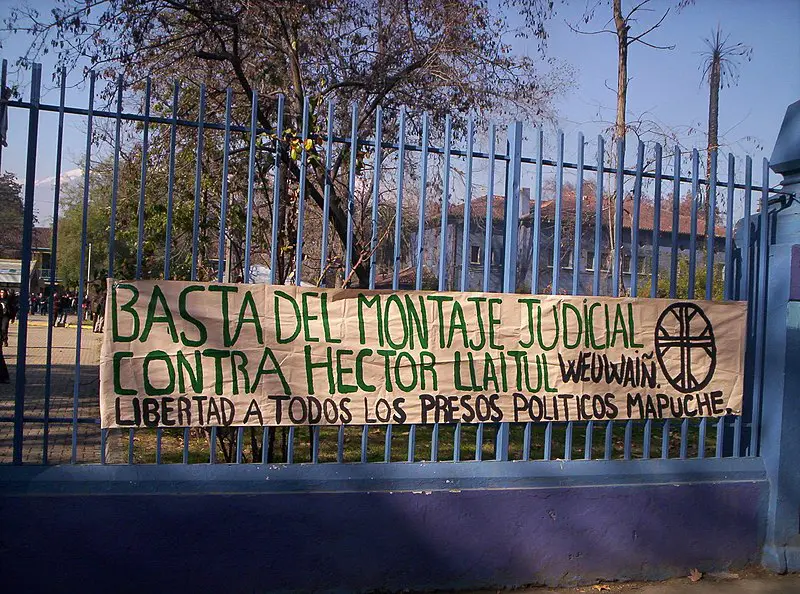 BASTA DEL MONTAJE JUDICIAL
CONTRA HECTOR LLAITUL WEUWAIÑ.
LIBERTAD A TODOS LOS PRESOS POLITICOS MAPUCHE.